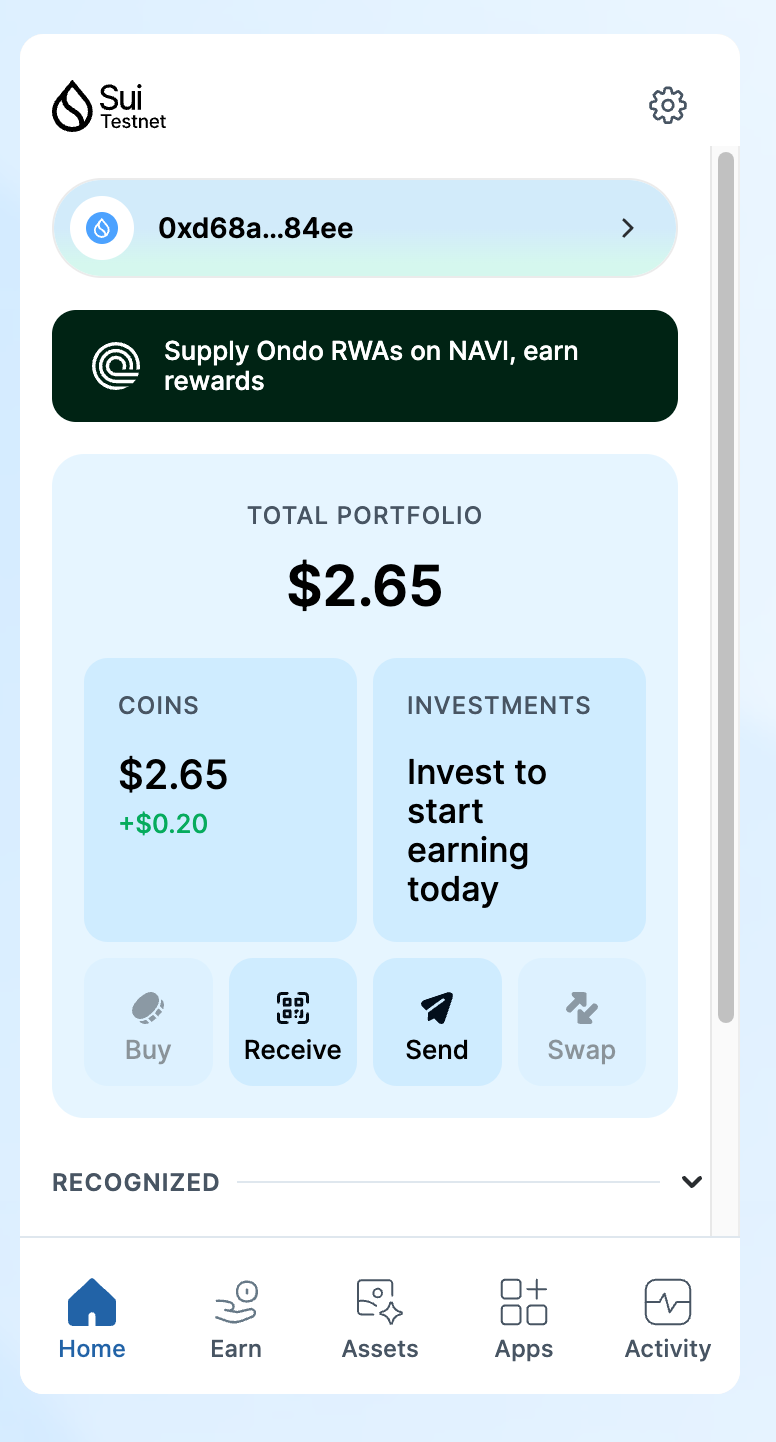 Sui
Testnet
0xd68a...84ee
Supply Ondo RWAs on NAVI, earn
rewards
TOTAL PORTFOLIO
$2.65
COINS
$2.65
+$0.20
INVESTMENTS
Invest to
start
earning
today
Buy
Receive
Send
Swap
RECOGNIZED
Home
Earn
Assets
Apps
Activity